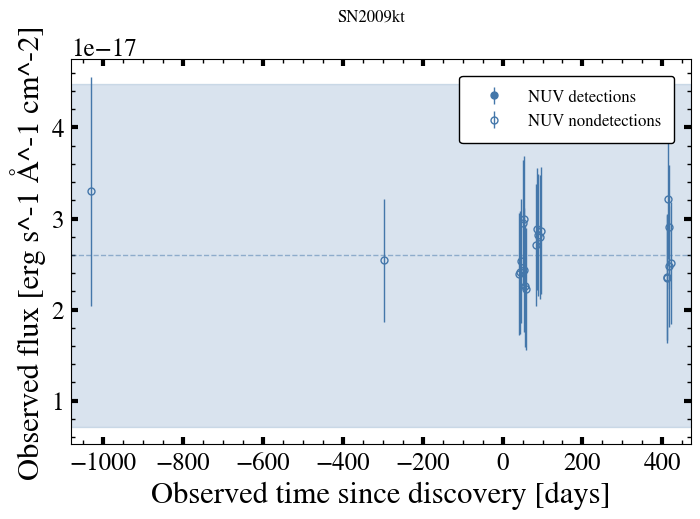 SN2009kt
1e−17
NUV detections
NUV nondetections
4
3
2
1
Observed flux [erg s^-1 Å^-1 cm^-2]
−1000 −800 −600 −400 −200 0 200 400
Observed time since discovery [days]